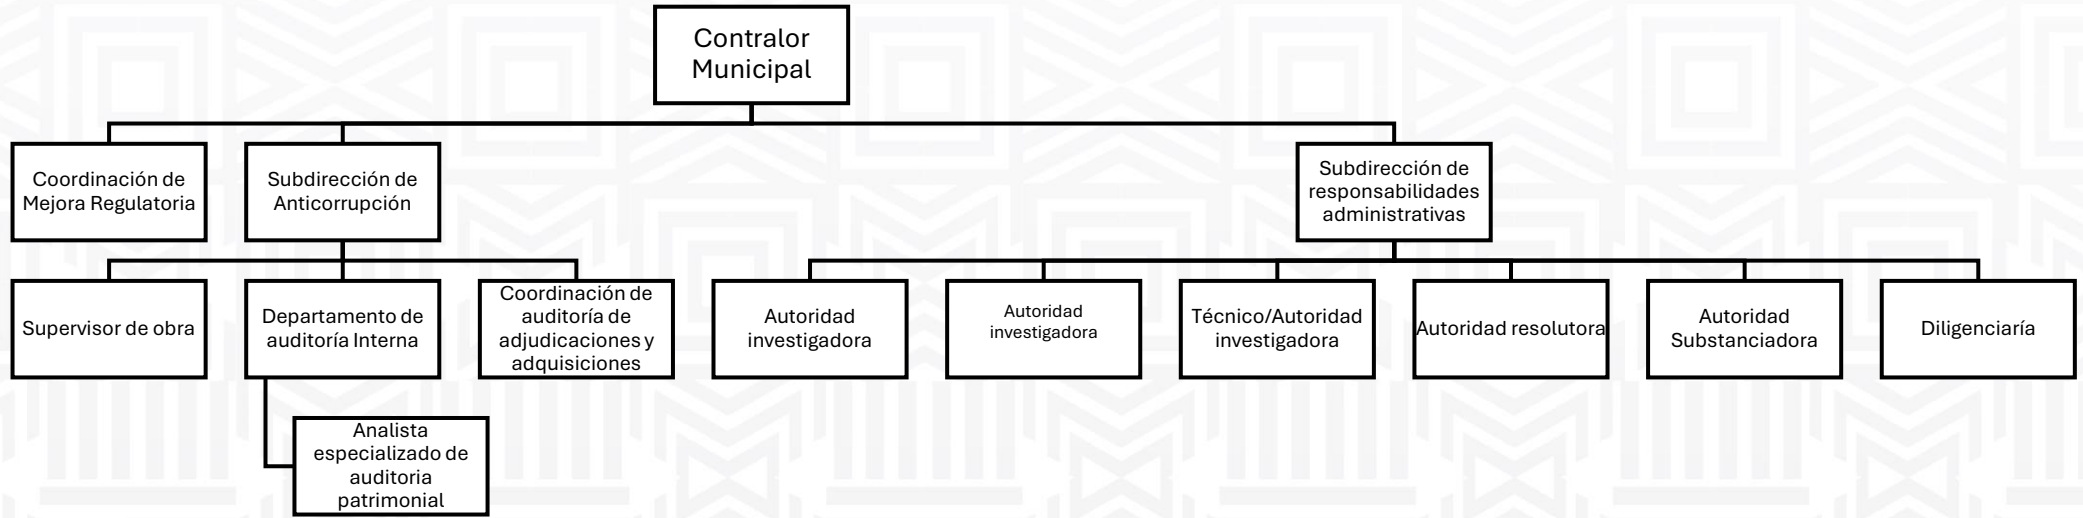 Contralor
Municipal
Coordinación de
Mejora Regulatoria
Subdirección de
Anticorrupción
Subdirección de
responsabilidades
administrativas
Supervisor de obra
Departamento de
auditoría Interna
Coordinación de
auditoría de
adjudicaciones y
adquisiciones
Autoridad
investigadora
Autoridad
investigadora
Técnico/Autoridad
investigadora
Autoridad resolutora
Autoridad
Substanciadora
Diligenciaría
Analista
especializado de
auditoria
patrimonial